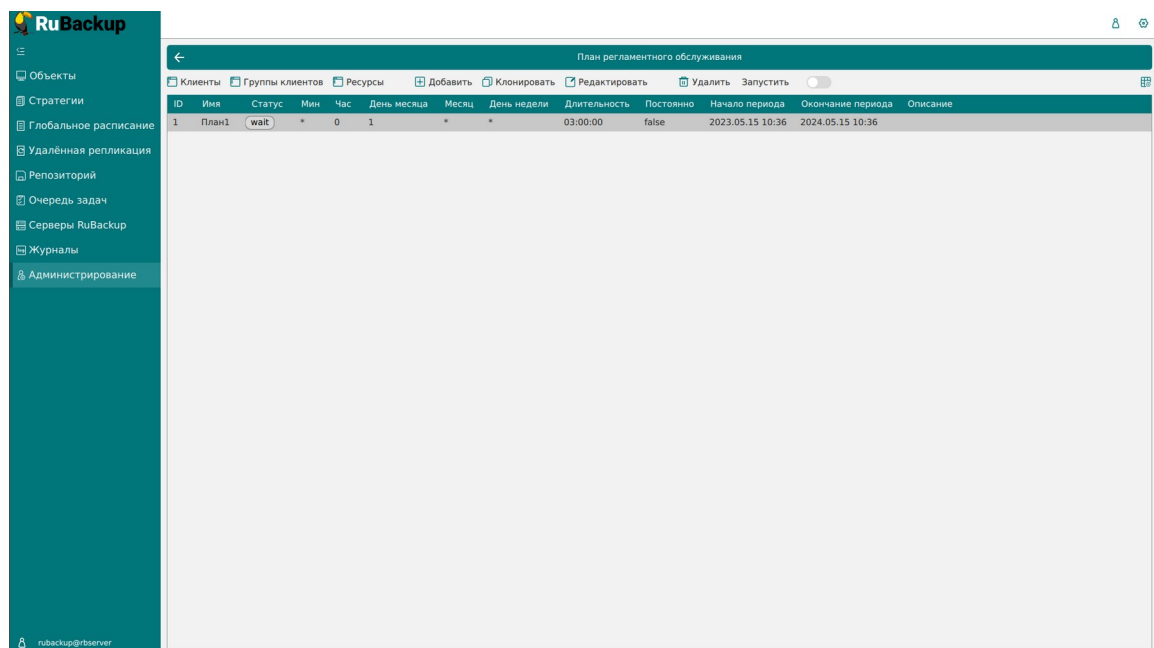 RuBackup
План регламентного обслуживания
Объекты
Стратегии
Глобальное расписание
Удалённая репликация
Репозиторий
Очередь задач
Серверы RuBackup
Журналы
Администрирование
Клиенты Группы клиентов Ресурсы Добавить Клонировать Редактировать Удалить Запустить
ID Имя Статус Мин Час День месяца Месяц День недели Длительность Постоянно Начало периода Окончание периода Описание
1 План1 wait * 0 1 * * 03:00:00 false 2023.05.15 10:36 2024.05.15 10:36
rubackup@rbserver